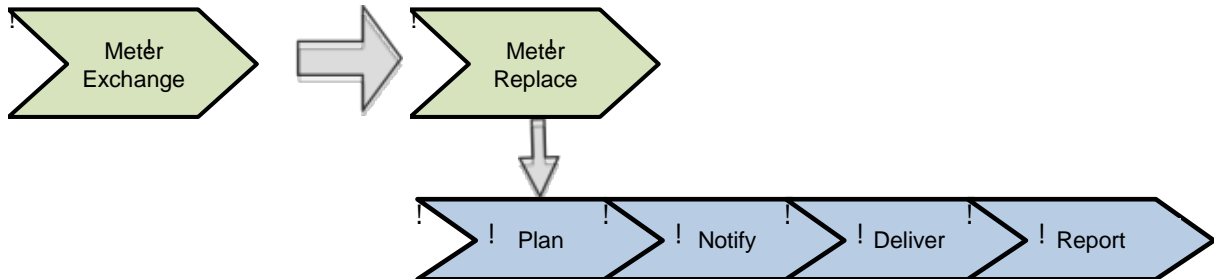 !
Meter
Exchange
!
Meter
Replace
! ! Plan
! ! Notify
! ! Deliver
! ! Report